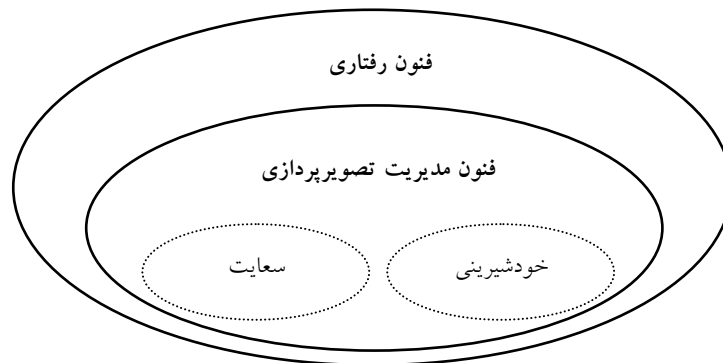 فنون رفتاری
فنون مدیریت تصویرپردازی
خودشیرینی
سعایت